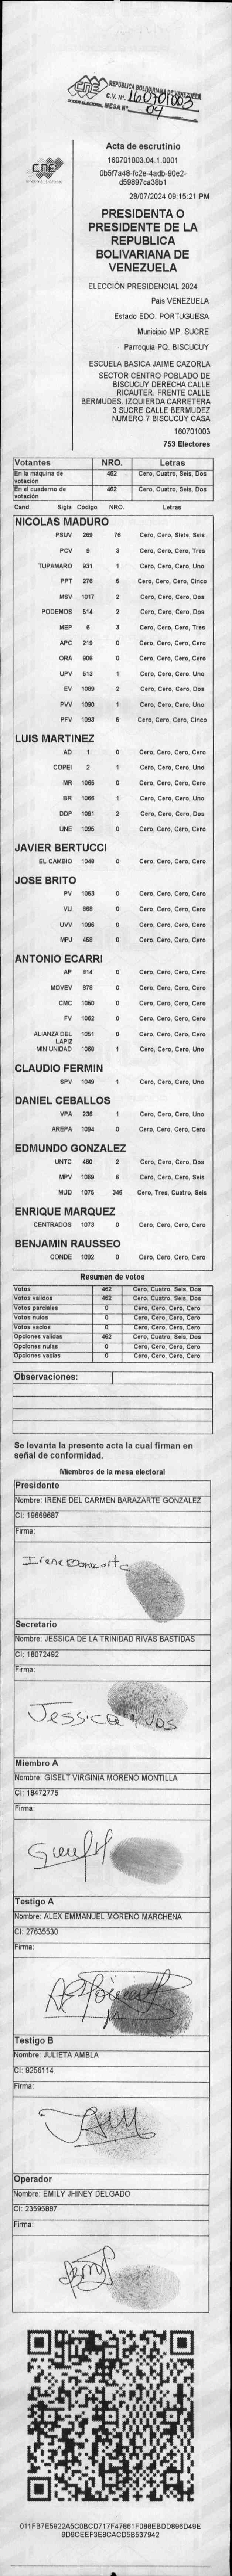 CNE
REPUBLICA BOLIVARIANA DE VENEZUELA
C.V. Nº. 160701003
MESA Nº. 04
CNE
Acta de escrutinio
160701003.04.1.0001
0b5f7a48-fc2e-4adb-90e2-
d59897ca39b1
28/07/2024 09:15:21 PM
PRESIDENTA O
PRESIDENTE DE LA
REPUBLICA
BOLIVARIANA DE
VENEZUELA
ELECCIÓN PRESIDENCIAL 2024
Pais VENEZUELA
Estado EDO. PORTUGUESA
Municipio MP. SUCRE
Parroquia PQ. BISCUCUY
ESCUELA BASICA JAIME CAZORLA
SECTOR CENTRO POBLADO DE
BISCUCUY DERECHA CALLE
RICAUTER. FRENTE CALLE
BERMUDES. IZQUIERDA CARRETERA
3 SUCRE CALLE BERMUDEZ
NUMERO 7 BISCUCUY CASA
160701003
753 Electores
Votantes NRO. Letras
En la máquina de votación 462 Cero, Cuatro, Seis, Dos
En el cuaderno de votación 462 Cero, Cuatro, Seis, Dos
Cand. Sigla Código NRO. Letras
NICOLAS MADURO
PSUV 269 76 Cero, Cero, Siete, Seis
PCV 9 3 Cero, Cero, Cero, Tres
TUPAMARO 931 1 Cero, Cero, Cero, Uno
PPT 276 5 Cero, Cero, Cero, Cinco
MSV 1017 2 Cero, Cero, Cero, Dos
PODEMOS 514 2 Cero, Cero, Cero, Dos
MEP 6 3 Cero, Cero, Cero, Tres
APC 219 0 Cero, Cero, Cero, Cero
ORA 906 0 Cero, Cero, Cero, Cero
UPV 513 1 Cero, Cero, Cero, Uno
EV 1089 2 Cero, Cero, Cero, Dos
PVV 1090 1 Cero, Cero, Cero, Uno
PFV 1093 5 Cero, Cero, Cero, Cinco
LUIS MARTINEZ
AD 1 0 Cero, Cero, Cero, Cero
COPEI 2 1 Cero, Cero, Cero, Uno
MR 1065 0 Cero, Cero, Cero, Cero
BR 1066 1 Cero, Cero, Cero, Uno
DDP 1091 2 Cero, Cero, Cero, Dos
UNE 1095 0 Cero, Cero, Cero, Cero
JAVIER BERTUCCI
EL CAMBIO 1048 0 Cero, Cero, Cero, Cero
JOSE BRITO
PV 1053 0 Cero, Cero, Cero, Cero
VU 868 0 Cero, Cero, Cero, Cero
UVV 1096 0 Cero, Cero, Cero, Cero
MPJ 459 0 Cero, Cero, Cero, Cero
ANTONIO ECARRI
AP 814 0 Cero, Cero, Cero, Cero
MOVEV 878 0 Cero, Cero, Cero, Cero
CMC 1050 0 Cero, Cero, Cero, Cero
FV 1082 0 Cero, Cero, Cero, Cero
ALIANZA DEL LAPIZ 1051 0 Cero, Cero, Cero, Cero
MIN UNIDAD 1069 1 Cero, Cero, Cero, Uno
CLAUDIO FERMIN
SPV 1049 1 Cero, Cero, Cero, Uno
DANIEL CEBALLOS
VPA 236 1 Cero, Cero, Cero, Uno
AREPA 1094 0 Cero, Cero, Cero, Cero
EDMUNDO GONZALEZ
UNTC 460 2 Cero, Cero, Cero, Dos
MPV 6 Cero, Cero, Cero, Seis
MUD 1075 346 Cero, Tres, Cuatro, Seis
ENRIQUE MARQUEZ
CENTRADOS 1073 0 Cero, Cero, Cero, Cero
BENJAMIN RAUSSEO
CONDE 1092 0 Cero, Cero, Cero, Cero
Resumen de votos
Votos 462 Cero, Cuatro, Seis, Dos
Votos validos 462 Cero, Cuatro, Seis, Dos
Votos parciales 0 Cero, Cero, Cero, Cero
Votos nulos 0 Cero, Cero, Cero, Cero
Votos vacios 0 Cero, Cero, Cero, Cero
Opciones validas 462 Cero, Cuatro, Seis, Dos
Opciones nulas 0 Cero, Cero, Cero, Cero
Opciones vacias 0 Cero, Cero, Cero, Cero
Observaciones:
Se levanta la presente acta la cual firman en
señal de conformidad.
Miembros de la mesa electoral
Presidente
Nombre: IRENE DEL CARMEN BARAZARTE GONZALEZ
CI: 19669687
Firma:
Irene Barazarte
Secretario
Nombre: JESSICA DE LA TRINIDAD RIVAS BASTIDAS
CI: 18072492
Firma:
Jessica Rivas
Miembro A
Nombre: GISELT VIRGINIA MORENO MONTILLA
CI: 18472775
Firma:
Testigo A
Nombre: ALEX EMMANUEL MORENO MARCHENA
CI: 27635530
Firma:
Testigo B
Nombre: JULIETA AMBLA
CI: 9256114
Firma:
Operador
Nombre: EMILY JHINEY DELGADO
CI: 23595887
Firma:
011FB7E5922A5C0BCD717F47861F088EBDD896D49E
9D9CEEF3E8CACD5B537942